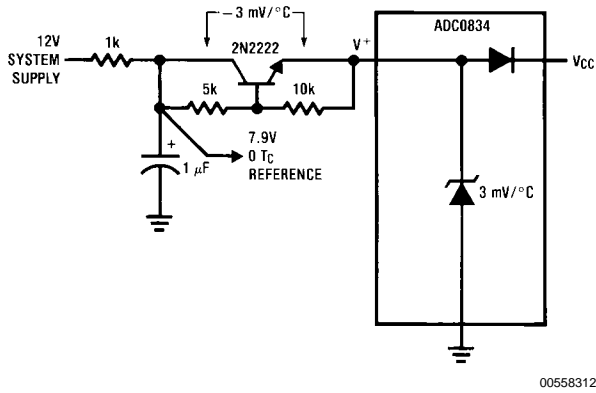 −3 mV/°C
ADC0834
12V
SYSTEM
SUPPLY
1k
2N2222
V+
VCC
5k
10k
+
1 µF
7.9V
0 TC
REFERENCE
3 mV/°C
00558312